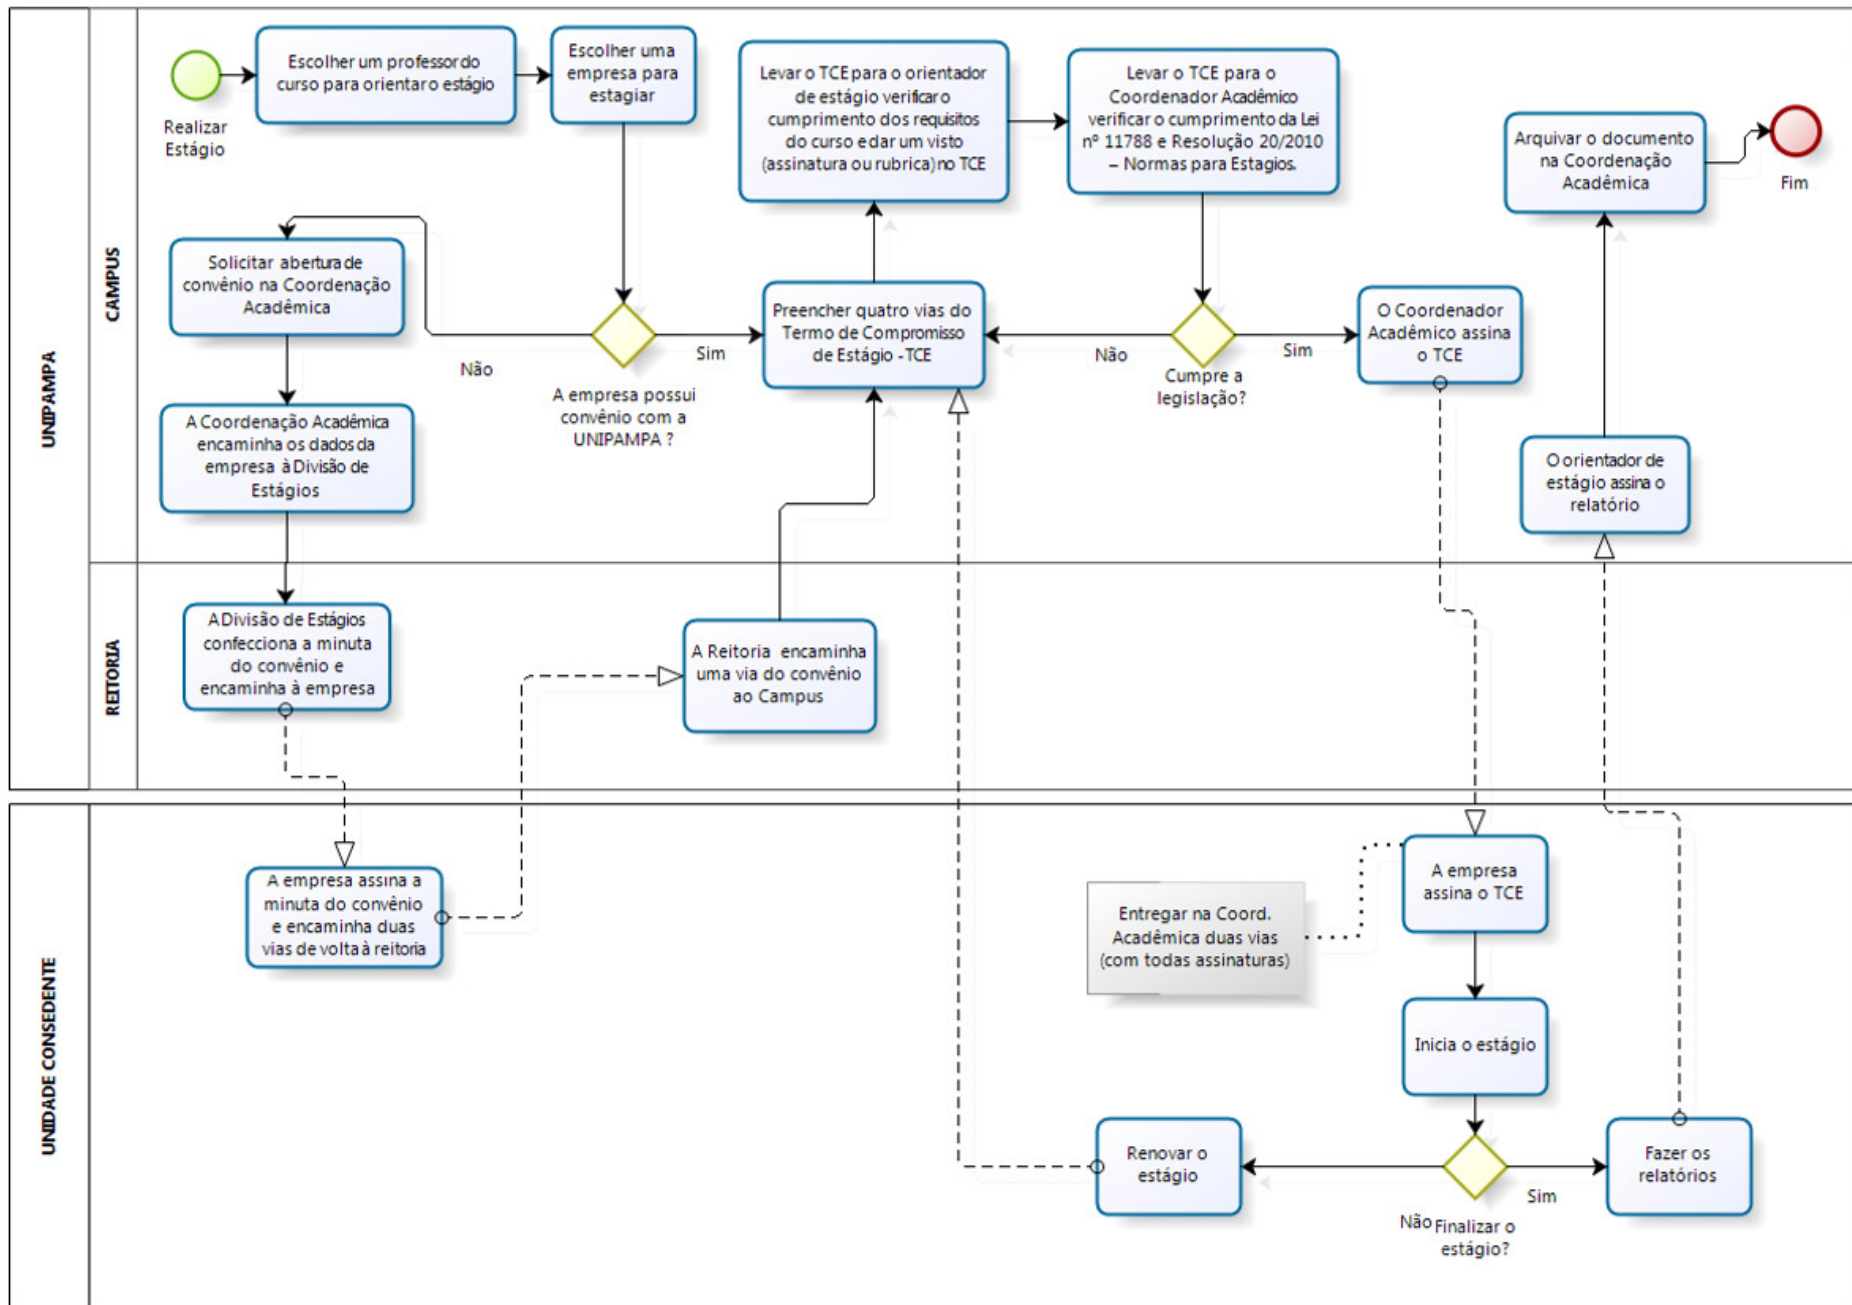 UNIPAMPA
CAMPUS
Realizar
Estágio
Escolher um professor do
curso para orientar o estágio
Escolher uma
empresa para
estagiar
A empresa possui
convênio com a
UNIPAMPA ?
Não
Sim
Solicitar abertura de
convênio na Coordenação
Acadêmica
A Coordenação Acadêmica
encaminha os dados da
empresa à Divisão de
Estágios
Preencher quatro vias do
Termo de Compromisso
de Estágio -TCE
Levar o TCE para o orientador
de estágio verificar o
cumprimento dos requisitos
do curso e dar um visto
(assinatura ou rubrica) no TCE
Levar o TCE para o
Coordenador Acadêmico
verificar o cumprimento da Lei
nº 11788 e Resolução 20/2010
– Normas para Estagios.
Não
Sim
Cumpre a
legislação?
O Coordenador
Acadêmico assina
o TCE
Arquivar o documento
na Coordenação
Acadêmica
Fim
O orientador de
estágio assina o
relatório
REITORIA
A Divisão de Estágios
confecciona a minuta
do convênio e
encaminha à empresa
A Reitoria encaminha
uma via do convênio
ao Campus
UNIDADE CONSEDENTE
A empresa assina a
minuta do convênio
e encaminha duas
vias de volta à reitoria
Entregar na Coord.
Acadêmica duas vias
(com todas assinaturas)
A empresa
assina o TCE
Inicia o estágio
Renovar o
estágio
Não
Finalizar o
estágio?
Sim
Fazer os
relatórios